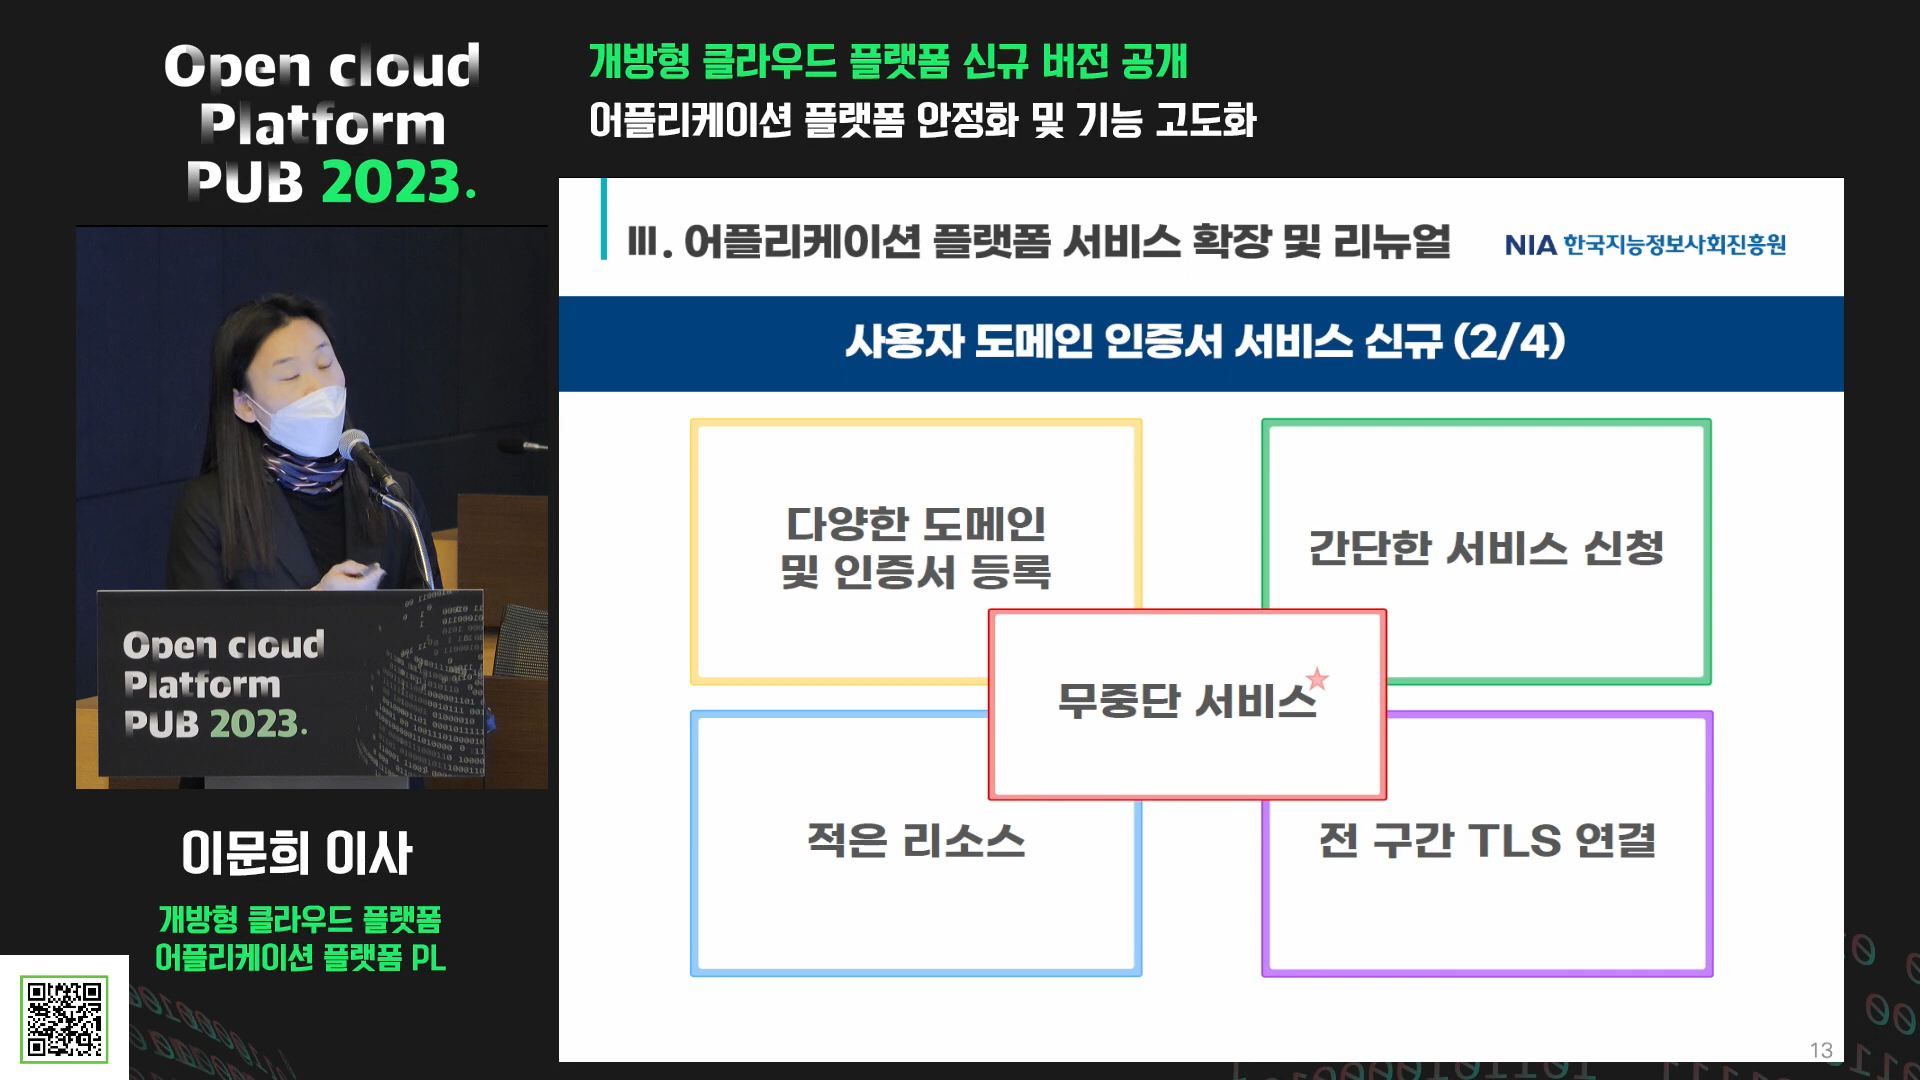 Open cloud
Platform
PUB 2023.
개방형 클라우드 플랫폼 신규 버전 공개
어플리케이션 플랫폼 안정화 및 기능 고도화
Ⅲ. 어플리케이션 플랫폼 서비스 확장 및 리뉴얼
NIA 한국지능정보사회진흥원
사용자 도메인 인증서 서비스 신규 (2/4)
다양한 도메인
및 인증서 등록
간단한 서비스 신청
무중단 서비스
적은 리소스
전 구간 TLS 연결
13
Open cloud
Platform
PUB 2023.
이문희 이사
개방형 클라우드 플랫폼
어플리케이션 플랫폼 PL